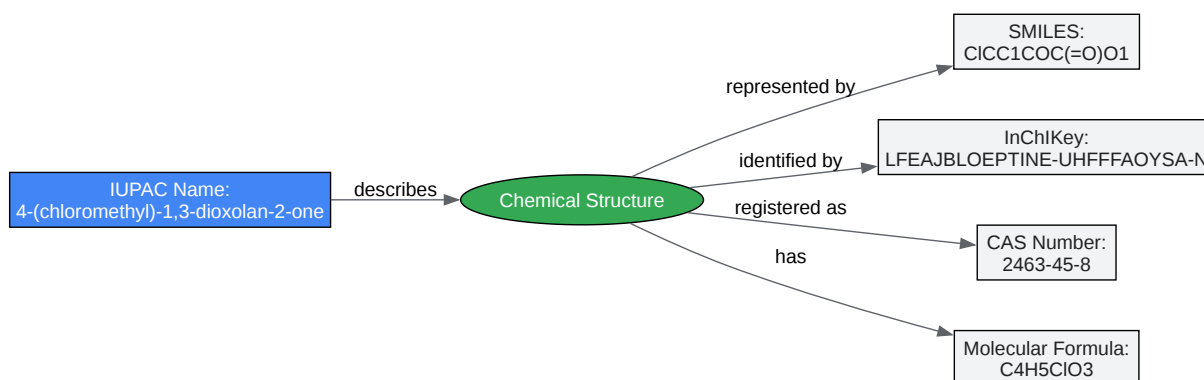 IUPAC Name:
4-(chloromethyl)-1,3-dioxolan-2-one
describes
Chemical Structure
represented by
SMILES:
ClCC1COC(=O)O1
identified by
InChIKey:
LFEAJBLOEPTINE-UHFFFAOYSA-N
registered as
CAS Number:
2463-45-8
has
Molecular Formula:
C4H5ClO3